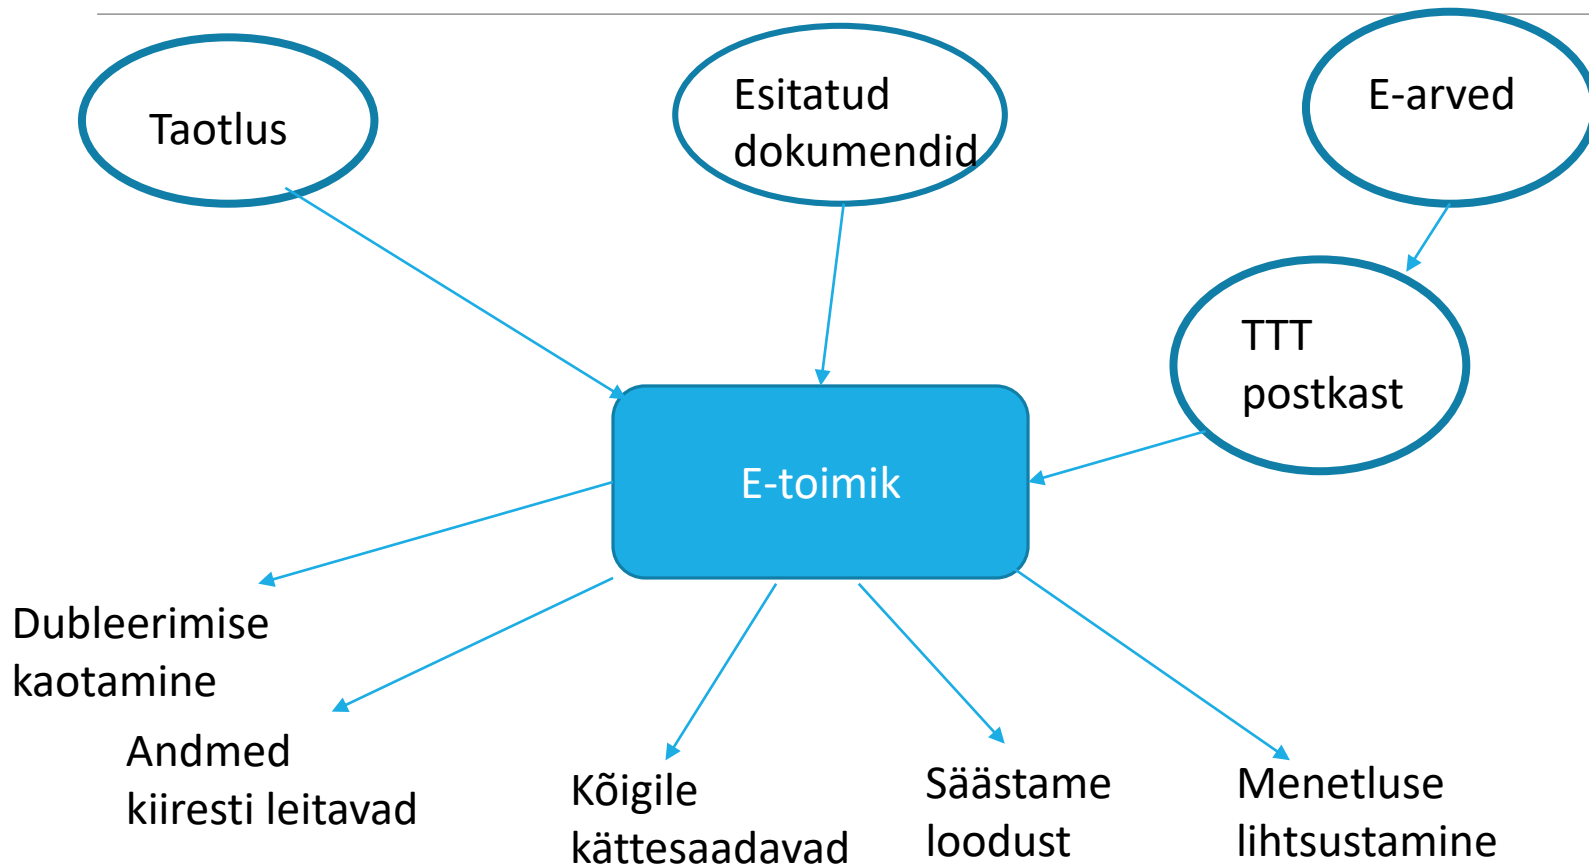 Taotlus
Esitatud
dokumendid
E-arved
TTT
postkast
E-toimik
Dubleerimise
kaotamine
Andmed
kiiresti leitavad
Kõigile
kättesaadavad
Säästame
loodust
Menetluse
lihtsustamine